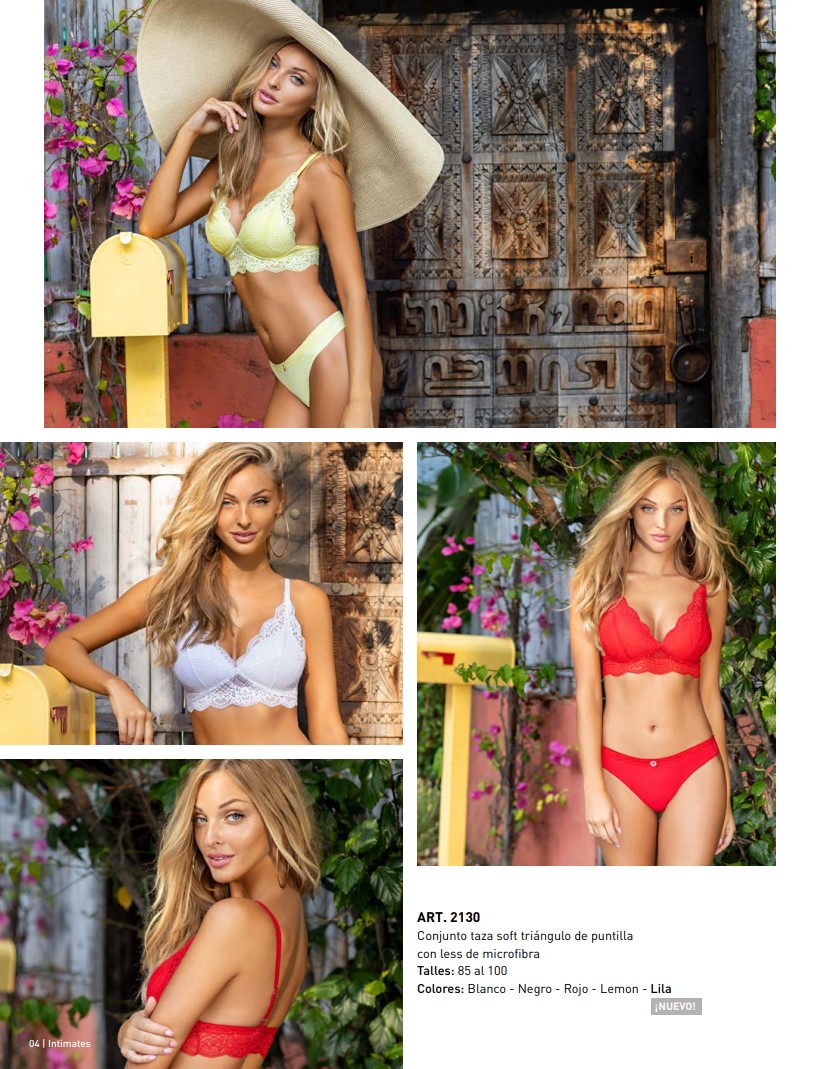 ART. 2130
Conjunto taza soft triángulo de puntilla
con less de microfibra
Talles: 85 al 100
Colores: Blanco - Negro - Rojo - Lemon - Lila
¡NUEVO!
04 | Intimates